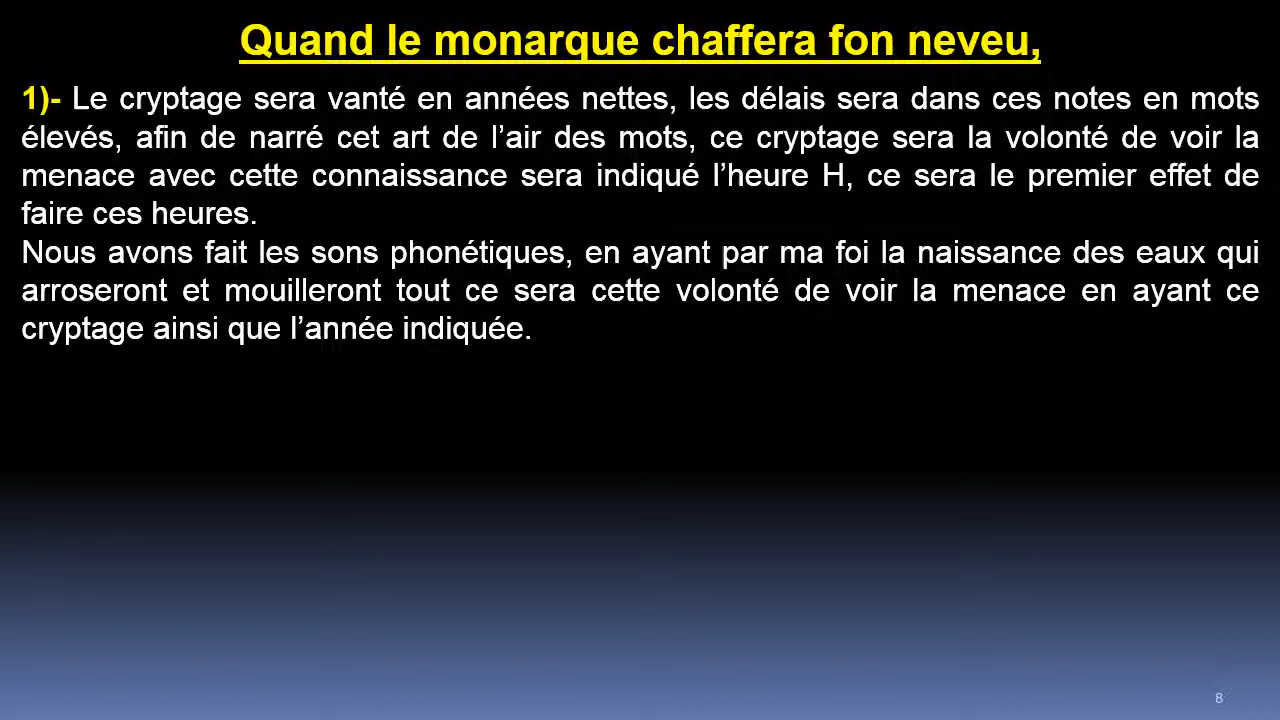 Quand le monarque chaffera fon neveu,
1)- Le cryptage sera vanté en années nettes, les délais sera dans ces notes en mots
élevés, afin de narré cet art de l’air des mots, ce cryptage sera la volonté de voir la
menace avec cette connaissance sera indiqué l’heure H, ce sera le premier effet de
faire ces heures.
Nous avons fait les sons phonétiques, en ayant par ma foi la naissance des eaux qui
arroseront et mouilleront tout ce sera cette volonté de voir la menace en ayant ce
cryptage ainsi que l’année indiquée.
8